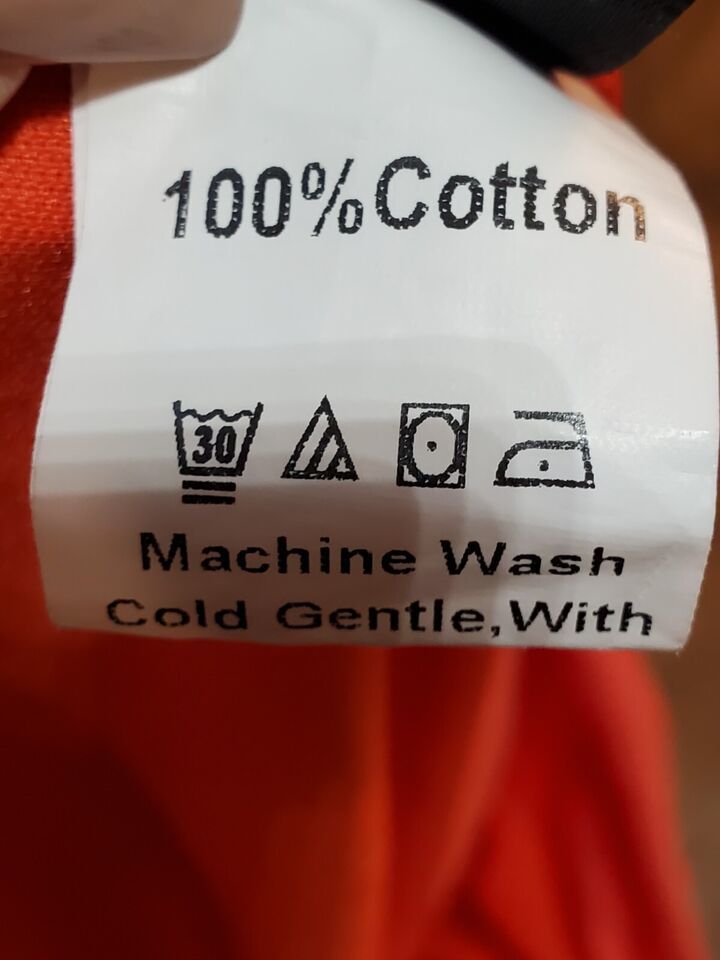 100%Cotton
30
Machine Wash
Cold Gentle,With